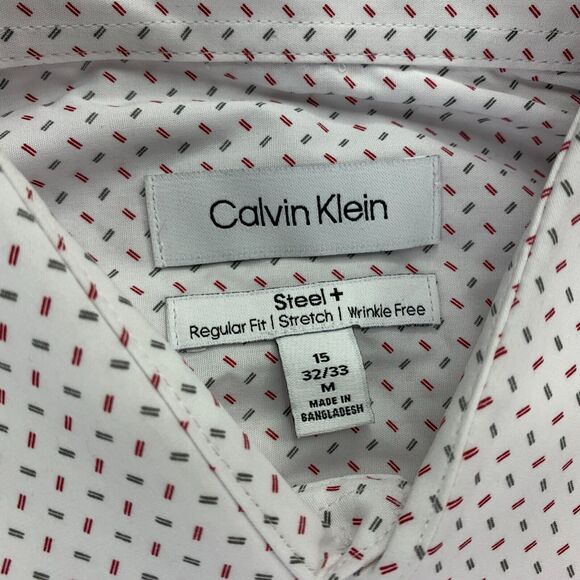 Calvin Klein
Steel+
Regular Fit | Stretch | Wrinkle Free
15
32/33
M
MADE IN
BANGLADESH